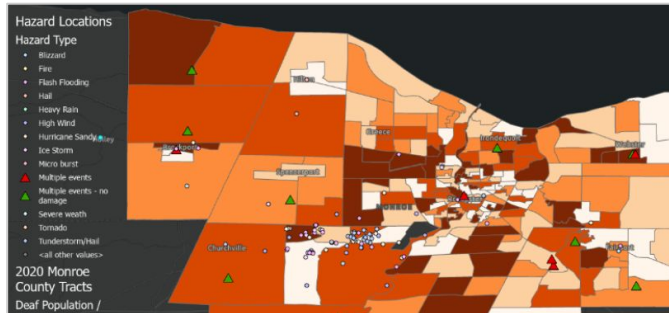 Hazard Locations
Hazard Type
Blizzard
Fire
Flash Flooding
Hail
Heavy Rain
High Wind
Hurricane Sandy
Ice Storm
Micro burst
Multiple events
Multiple events - no
damage
Severe weath
Tornado
Tunderstorm/Hail
<all other values>
2020 Monroe
County Tracts
Deaf Population /
Hilton
Greece
Irondequoit
Webster
Brockport
Spencerport
MONROE
Churchville
Fairport